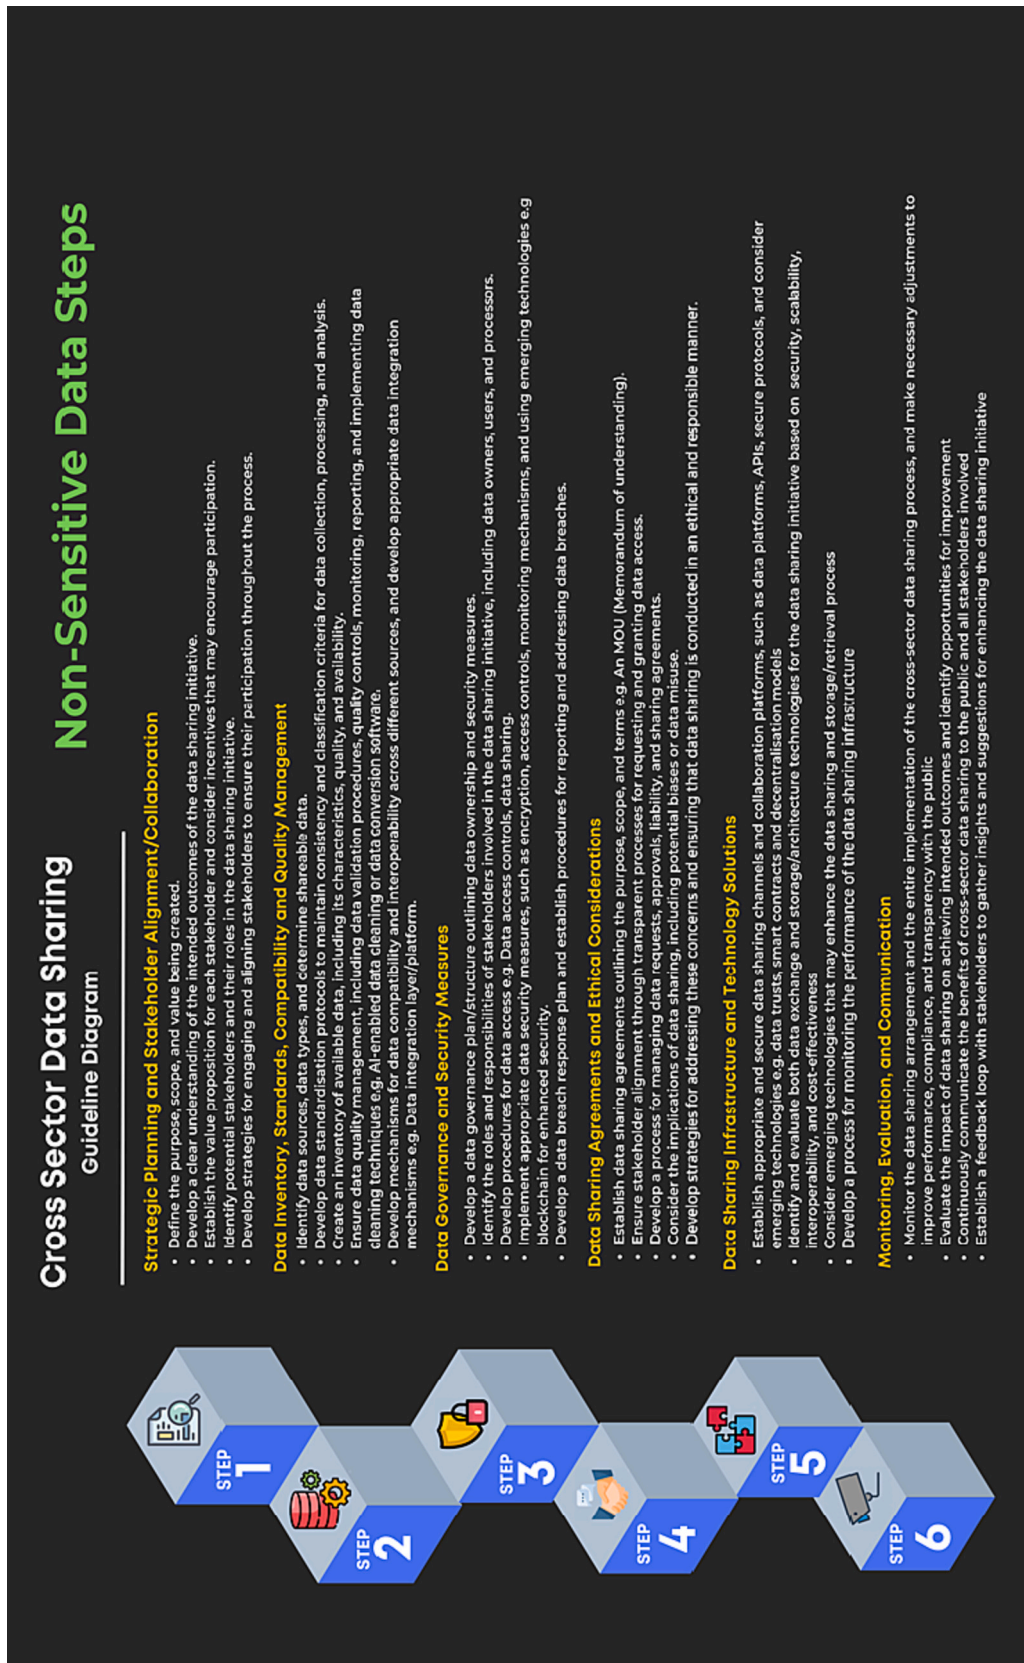 Cross Sector Data Sharing
Guideline Diagram
Non-Sensitive Data Steps
STEP
1
Strategic Planning and Stakeholder Alignment/Collaboration
• Define the purpose, scope, and value being created.
• Develop a clear understanding of the intended outcomes of the data sharing initiative.
• Establish the value proposition for each stakeholder and consider incentives that may encourage participation.
• Identify potential stakeholders and their roles in the data sharing initiative.
• Develop strategies for engaging and aligning stakeholders to ensure their participation throughout the process.
STEP
2
Data Inventory, Standards, Compatibility and Quality Management
• Identify data sources, data types, and determine shareable data.
• Develop data standardisation protocols to maintain consistency and classification criteria for data collection, processing, and analysis.
• Create an inventory of available data, including its characteristics, quality, and availability.
• Ensure data quality management, including data validation procedures, quality controls, monitoring, reporting, and implementing data
cleaning techniques e.g. AI-enabled data cleaning or data conversion software.
• Develop mechanisms for data compatibility and interoperability across different sources, and develop appropriate data integration
mechanisms e.g. Data integration layer/platform.
STEP
3
Data Governance and Security Measures
• Develop a data governance plan/structure outlining data ownership and security measures.
• Identify the roles and responsibilities of stakeholders involved in the data sharing initiative, including data owners, users, and processors.
• Develop procedures for data access e.g. Data access controls, data sharing.
• Implement appropriate data security measures, such as encryption, access controls, monitoring mechanisms, and using emerging technologies e.g
blockchain for enhanced security.
• Develop a data breach response plan and establish procedures for reporting and addressing data breaches.
STEP
4
Data Sharing Agreements and Ethical Considerations
• Establish data sharing agreements outlining the purpose, scope, and terms e.g. An MOU (Memorandum of understanding).
• Ensure stakeholder alignment through transparent processes for requesting and granting data access.
• Develop a process for managing data requests, approvals, liability, and sharing agreements.
• Consider the implications of data sharing, including potential biases or data misuse.
• Develop strategies for addressing these concerns and ensuring that data sharing is conducted in an ethical and responsible manner.
STEP
5
Data Sharing Infrastructure and Technology Solutions
• Establish appropriate and secure data sharing channels and collaboration platforms, such as data platforms, APIs, secure protocols, and consider
emerging technologies e.g. data trusts, smart contracts and decentralisation models
• Identify and evaluate both data exchange and storage/architecture technologies for the data sharing initiative based on security, scalability,
interoperability, and cost-effectiveness
• Consider emerging technologies that may enhance the data sharing and storage/retrieval process
• Develop a process for monitoring the performance of the data sharing infrastructure
STEP
6
Monitoring, Evaluation, and Communication
• Monitor the data sharing arrangement and the entire implementation of the cross-sector data sharing process, and make necessary adjustments to
improve performance, compliance, and transparency with the public
• Evaluate the impact of data sharing on achieving intended outcomes and identify opportunities for improvement
• Continuously communicate the benefits of cross-sector data sharing to the public and all stakeholders involved
• Establish a feedback loop with stakeholders to gather insights and suggestions for enhancing the data sharing initiative